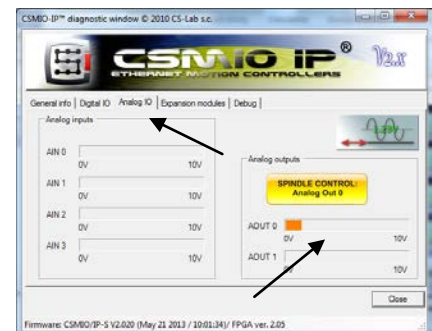 CSMIO-IP™ diagnostic window © 2010 CS-Lab s.c.
CSMIO IP® V2.x
ETHERNET MOTION CONTROLLERS
General info | Digital IO | Analog IO | Expansion modules | Debug |
Analog inputs
AIN 0
0V 10V
AIN 1
0V 10V
AIN 2
0V 10V
AIN 3
0V 10V
Analog outputs
SPINDLE CONTROL:
Analog Out 0
AOUT 0
0V 10V
AOUT 1
0V 10V
Close
Firmware: CSMIO/IP-S V2.020 (May 21 2013 / 10:01:34)/ FPGA ver. 2.05